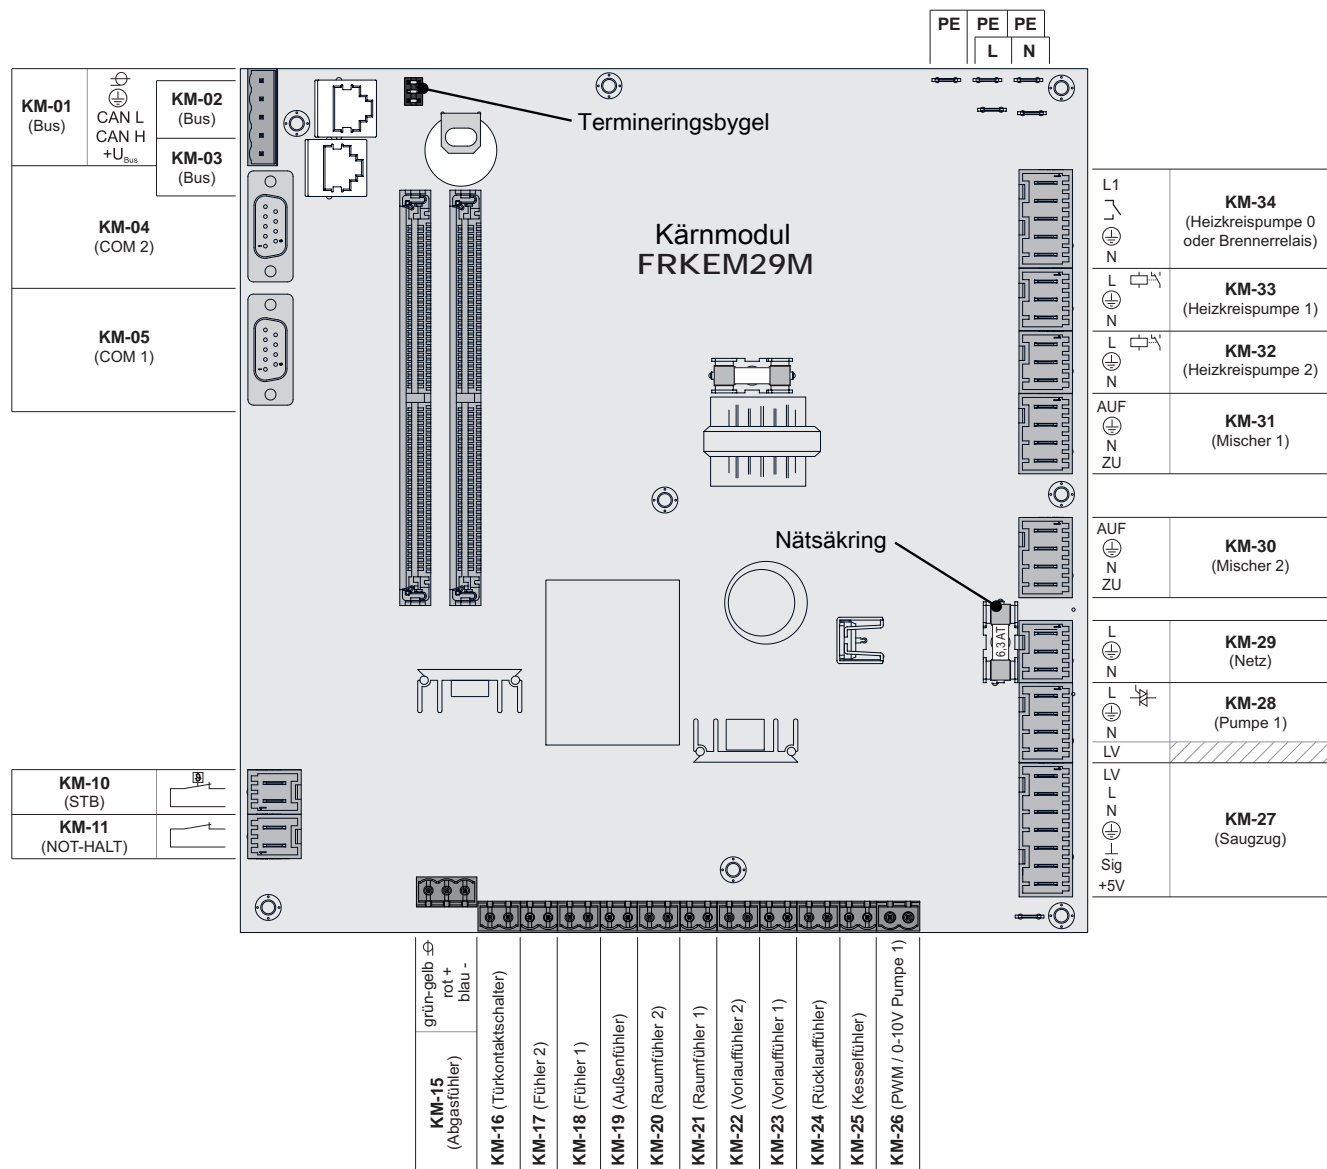 PE PE PE
L N
KM-01
(Bus)
CAN L
CAN H
+U Bus
KM-02
(Bus)
KM-03
(Bus)
KM-04
(COM 2)
KM-05
(COM 1)
KM-10
(STB)
KM-11
(NOT-HALT)
Termineringsbygel
Kärnmodul
FRKEM29M
Nätsäkring
6,3 AT
L1
N
KM-34
(Heizkreispumpe 0
oder Brennerrelais)
L
N
KM-33
(Heizkreispumpe 1)
L
N
KM-32
(Heizkreispumpe 2)
AUF
N
ZU
KM-31
(Mischer 1)
AUF
N
ZU
KM-30
(Mischer 2)
L
N
KM-29
(Netz)
L
N
LV
KM-28
(Pumpe 1)
LV
L
N
Sig
+5V
KM-27
(Saugzug)
grün-gelb
rot +
blau -
KM-15
(Abgasfühler)
KM-16 (Türkontaktschalter)
KM-17 (Fühler 2)
KM-18 (Fühler 1)
KM-19 (Außenfühler)
KM-20 (Raumfühler 2)
KM-21 (Raumfühler 1)
KM-22 (Vorlauffühler 2)
KM-23 (Vorlauffühler 1)
KM-24 (Rücklauffühler)
KM-25 (Kesselfühler)
KM-26 (PWM / 0-10V Pumpe 1)